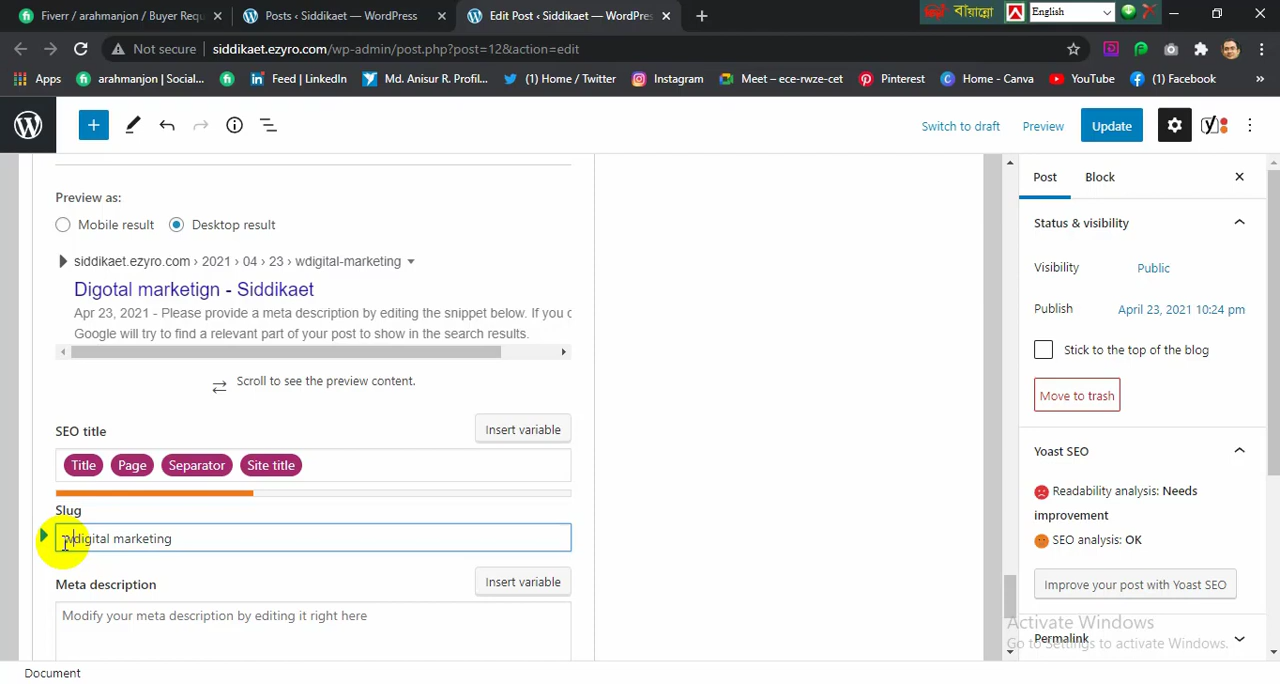 Fiverr / arahmanjon / Buyer Requ
Posts ‹ Siddikaet — WordPress
Edit Post ‹ Siddikaet — WordPres
বাঁয়ান্নো
English
Not secure
siddikaet.ezyro.com/wp-admin/post.php?post=12&action=edit
Apps
arahmanjon | Social...
Feed | LinkedIn
Md. Anisur R. Profil...
(1) Home / Twitter
Instagram
Meet – ece-rwze-cet
Pinterest
Home - Canva
YouTube
(1) Facebook
»
Switch to draft
Preview
Update
Preview as:
Mobile result
Desktop result
siddikaet.ezyro.com › 2021 › 04 › 23 › wdigital-marketing
Digotal marketign - Siddikaet
Apr 23, 2021 - Please provide a meta description by editing the snippet below. If you
Google will try to find a relevant part of your post to show in the search results.
Scroll to see the preview content.
SEO title
Insert variable
Title
Page
Separator
Site title
Slug
wdigital marketing
Meta description
Insert variable
Modify your meta description by editing it right here
Document
Post
Block
Status & visibility
Visibility
Public
Publish
April 23, 2021 10:24 pm
Stick to the top of the blog
Move to trash
Yoast SEO
Readability analysis: Needs
improvement
SEO analysis: OK
Improve your post with Yoast SEO
Permalink
Activate Windows
Go to Settings to activate Windows.